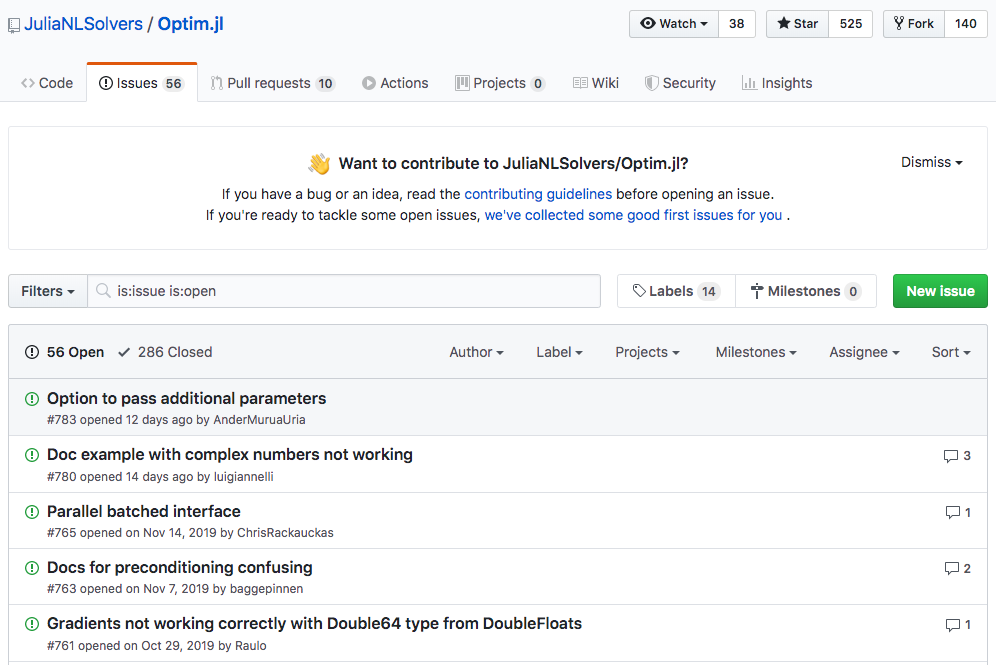 JuliaNLSolvers / Optim.jl
Watch 38 Star 525 Fork 140
Code Issues 56 Pull requests 10 Actions Projects 0 Wiki Security Insights
Want to contribute to JuliaNLSolvers/Optim.jl? Dismiss
If you have a bug or an idea, read the contributing guidelines before opening an issue.
If you're ready to tackle some open issues, we've collected some good first issues for you .
Filters is:issue is:open Labels 14 Milestones 0 New issue
56 Open 286 Closed Author Label Projects Milestones Assignee Sort
Option to pass additional parameters
#783 opened 12 days ago by AnderMuruaUria
Doc example with complex numbers not working 3
#780 opened 14 days ago by luigiannelli
Parallel batched interface 1
#765 opened on Nov 14, 2019 by ChrisRackauckas
Docs for preconditioning confusing 2
#763 opened on Nov 7, 2019 by baggepinnen
Gradients not working correctly with Double64 type from DoubleFloats 1
#761 opened on Oct 29, 2019 by Raulo